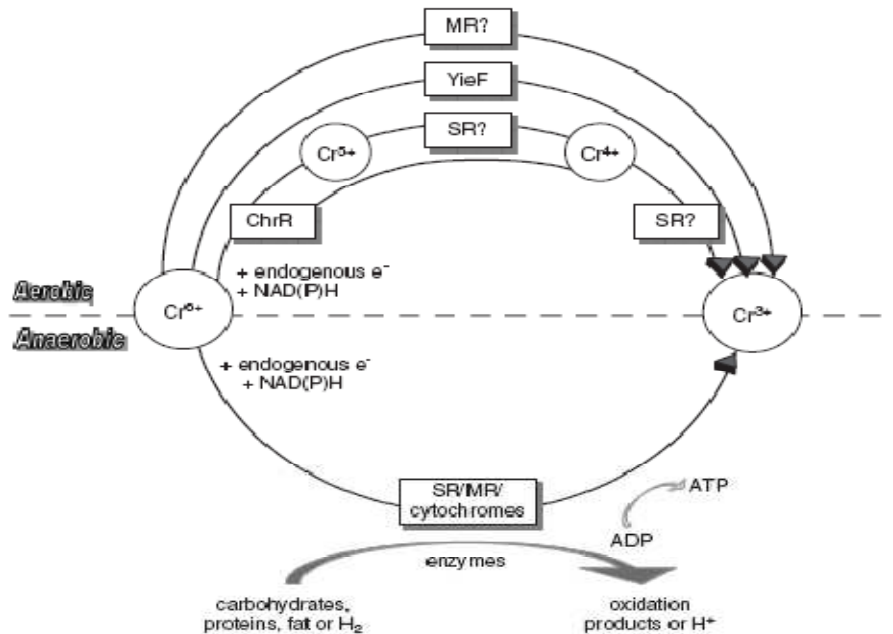 MR?
YieF
SR?
Cr5+
Cr4+
ChrR
SR?
+ endogenous e-
+ NAD(P)H
Aerobic
Cr6+
Cr3+
Anaerobic
+ endogenous e-
+ NAD(P)H
SR/MR/
cytochromes
ATP
ADP
enzymes
carbohydrates,
proteins, fat or H2
oxidation
products or H+